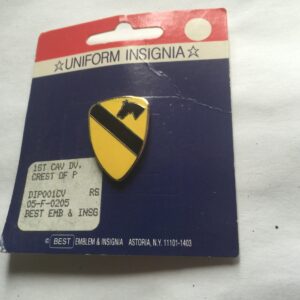 ☆UNIFORM INSIGNIA☆
1ST CAV DV.
CREST OF P
DIP001CV RS
05-F-0205
BEST EMB & INSG
© BEST EMBLEM & INSIGNIA ASTORIA, N.Y. 11101-1403